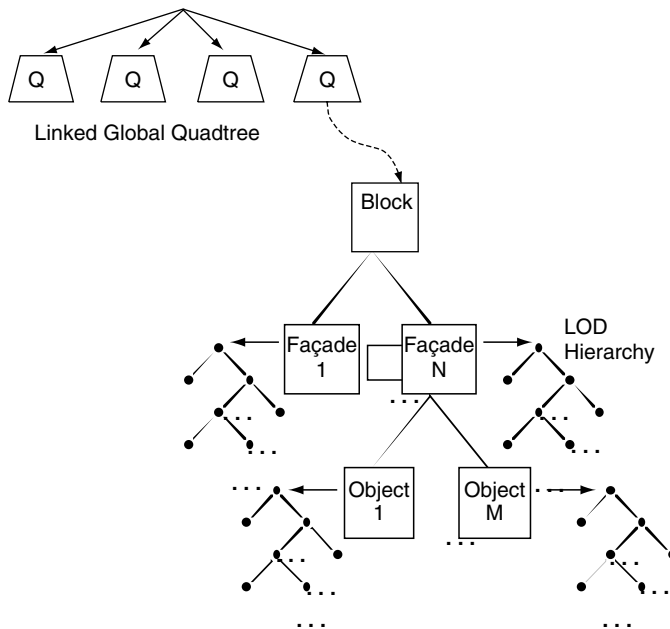 Q Q Q Q
Linked Global Quadtree
Block
LOD
Hierarchy
Façade
1
Façade
N
. . .
. . .
. . .
. . .
. . .
. . .
Object
1
Object
M
. . .
. . .
. . .
. . .
. . .
. . .
. . .
. . .
. . .